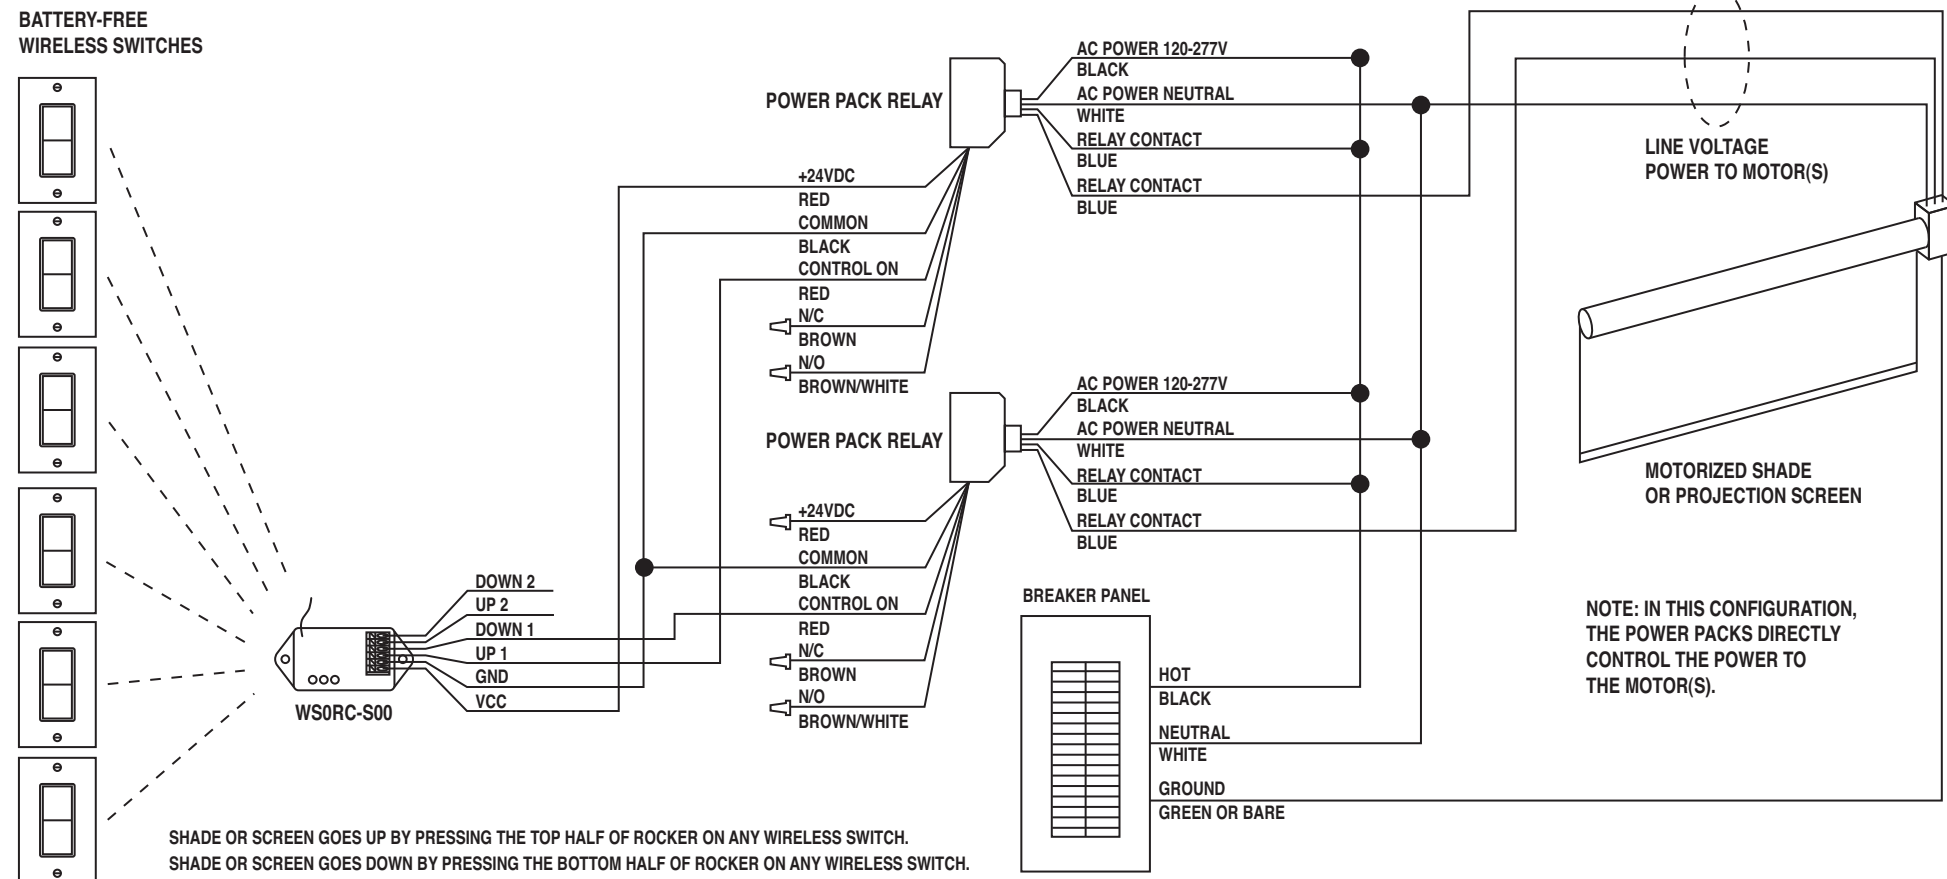 BATTERY-FREE
WIRELESS SWITCHES
POWER PACK RELAY
AC POWER 120-277V
BLACK
AC POWER NEUTRAL
WHITE
RELAY CONTACT
BLUE
RELAY CONTACT
BLUE
+24VDC
RED
COMMON
BLACK
CONTROL ON
RED
N/C
BROWN
N/O
BROWN/WHITE
LINE VOLTAGE
POWER TO MOTOR(S)
POWER PACK RELAY
AC POWER 120-277V
BLACK
AC POWER NEUTRAL
WHITE
RELAY CONTACT
BLUE
RELAY CONTACT
BLUE
+24VDC
RED
COMMON
BLACK
CONTROL ON
RED
N/C
BROWN
N/O
BROWN/WHITE
MOTORIZED SHADE
OR PROJECTION SCREEN
DOWN 2
UP 2
DOWN 1
UP 1
GND
VCC
WS0RC-S00
BREAKER PANEL
HOT
BLACK
NEUTRAL
WHITE
GROUND
GREEN OR BARE
NOTE: IN THIS CONFIGURATION,
THE POWER PACKS DIRECTLY
CONTROL THE POWER TO
THE MOTOR(S).
SHADE OR SCREEN GOES UP BY PRESSING THE TOP HALF OF ROCKER ON ANY WIRELESS SWITCH.
SHADE OR SCREEN GOES DOWN BY PRESSING THE BOTTOM HALF OF ROCKER ON ANY WIRELESS SWITCH.